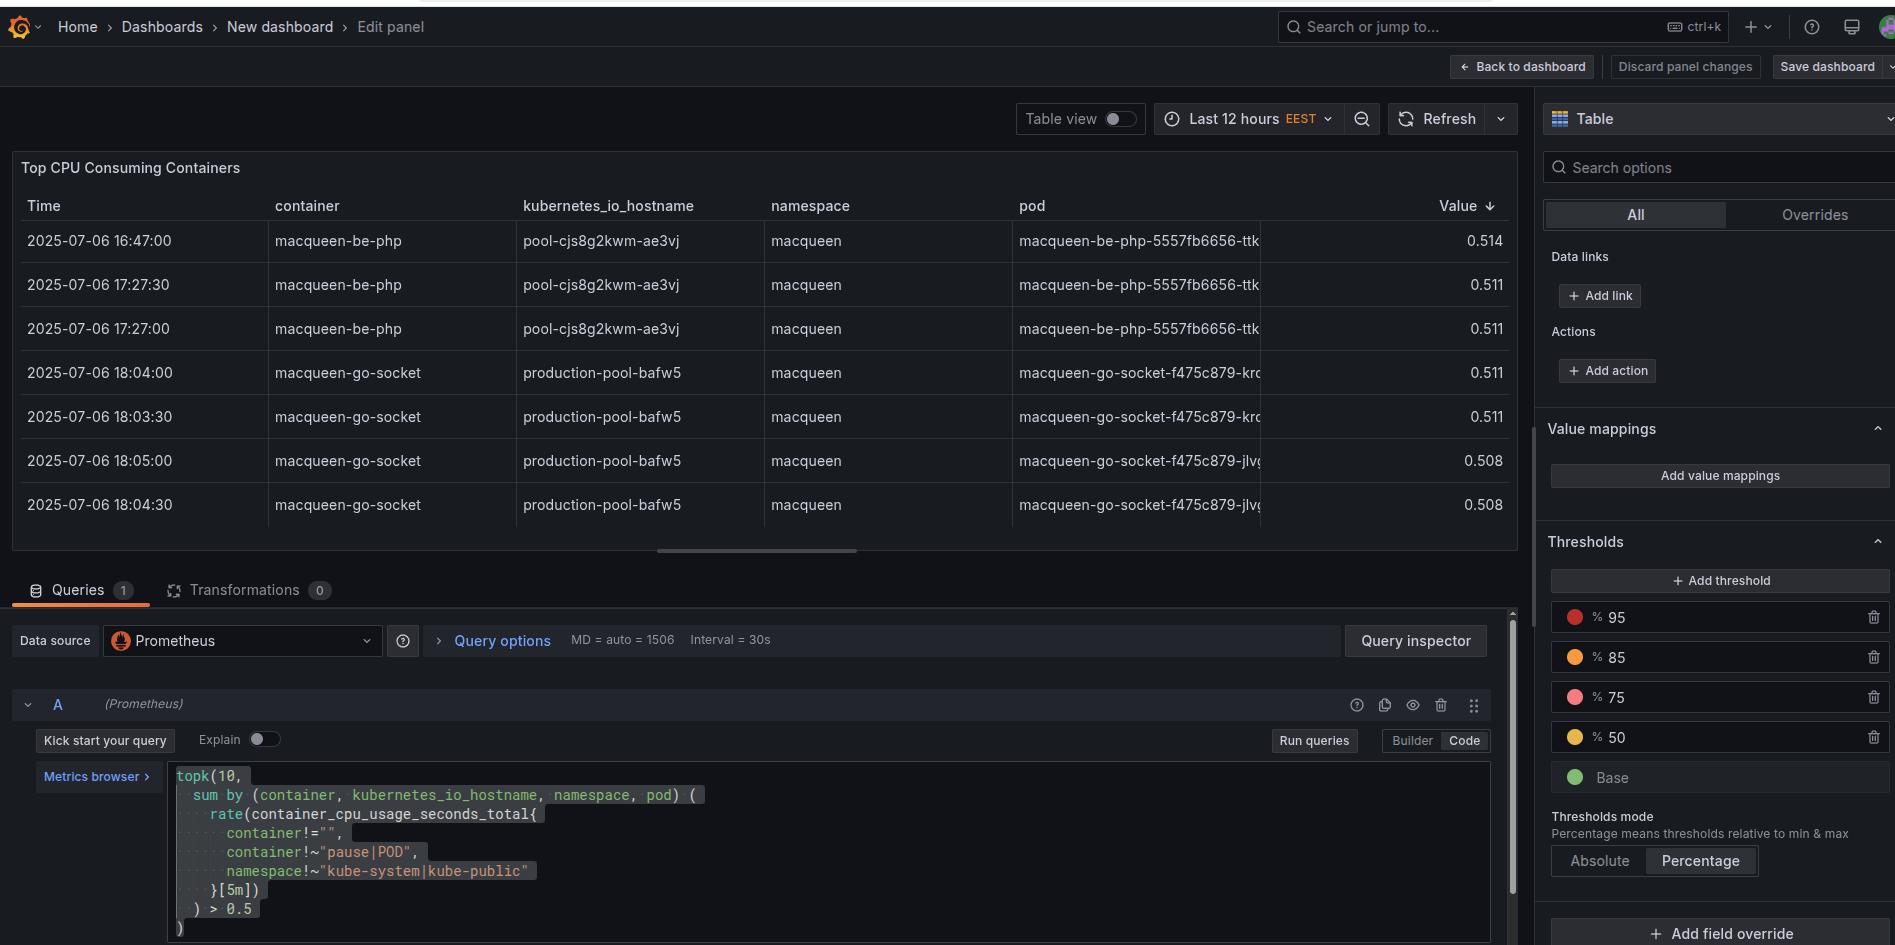 Home › Dashboards › New dashboard › Edit panel
Search or jump to...
ctrl+k
Back to dashboard
Discard panel changes
Save dashboard
Table view
Last 12 hours EEST
Refresh
Table
Top CPU Consuming Containers
Search options
Time container kubernetes_io_hostname namespace pod Value ↓
All Overrides
2025-07-06 16:47:00 macqueen-be-php pool-cjs8g2kwm-ae3vj macqueen macqueen-be-php-5557fb6656-ttk 0.514
Data links
2025-07-06 17:27:30 macqueen-be-php pool-cjs8g2kwm-ae3vj macqueen macqueen-be-php-5557fb6656-ttk 0.511
+ Add link
2025-07-06 17:27:00 macqueen-be-php pool-cjs8g2kwm-ae3vj macqueen macqueen-be-php-5557fb6656-ttk 0.511
Actions
2025-07-06 18:04:00 macqueen-go-socket production-pool-bafw5 macqueen macqueen-go-socket-f475c879-krc 0.511
+ Add action
2025-07-06 18:03:30 macqueen-go-socket production-pool-bafw5 macqueen macqueen-go-socket-f475c879-krc 0.511
Value mappings
2025-07-06 18:05:00 macqueen-go-socket production-pool-bafw5 macqueen macqueen-go-socket-f475c879-jlvg 0.508
Add value mappings
2025-07-06 18:04:30 macqueen-go-socket production-pool-bafw5 macqueen macqueen-go-socket-f475c879-jlvg 0.508
Thresholds
+ Add threshold
% 95
% 85
% 75
% 50
Base
Thresholds mode
Percentage means thresholds relative to min & max
Absolute Percentage
+ Add field override
Queries 1 Transformations 0
Data source Prometheus
› Query options MD = auto = 1506 Interval = 30s
Query inspector
A (Prometheus)
Kick start your query Explain
Run queries Builder Code
Metrics browser ›
topk(10,
sum by (container, kubernetes_io_hostname, namespace, pod) (
rate(container_cpu_usage_seconds_total{
container!="",
container!~"pause|POD",
namespace!~"kube-system|kube-public"
}[5m])
) > 0.5
)